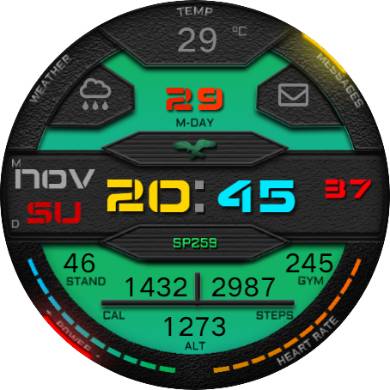 TEMP
29 °C
WEATHER
MESSAGES
29
M-DAY
M
NOV
20:45
37
SU
D
SP259
46
STAND
245
GYM
1432
2987
CAL
STEPS
1273
ALT
POWER
HEART RATE